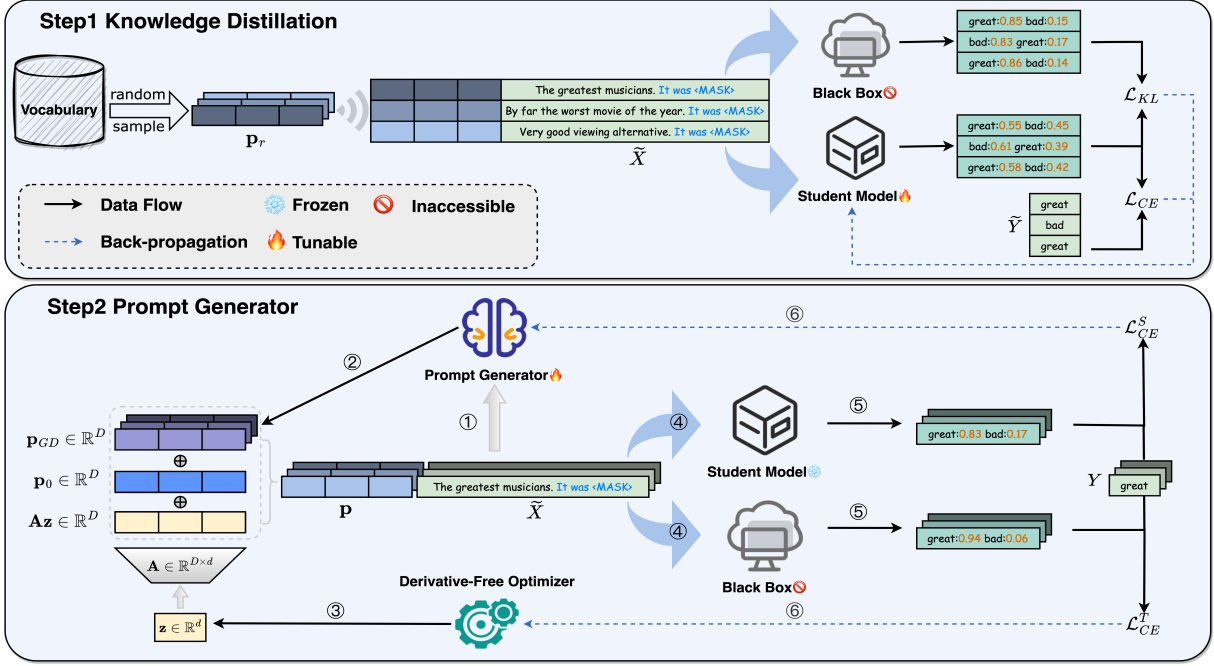 Step1 Knowledge Distillation
Vocabulary
random
sample
𝐩_r
The greatest musicians. It was <MASK>
By far the worst movie of the year. It was <MASK>
Very good viewing alternative. It was <MASK>
X̃
Black Box
Student Model
great:0.85 bad:0.15
bad:0.83 great:0.17
great:0.86 bad:0.14
ℒ_KL
great:0.55 bad:0.45
bad:0.61 great:0.39
great:0.58 bad:0.42
ℒ_CE
Ỹ
great
bad
great
Data Flow
Frozen
Inaccessible
Back-propagation
Tunable
Step2 Prompt Generator
⑥
ℒ^S_CE
②
Prompt Generator
①
④
⑤
great:0.83 bad:0.17
Student Model
𝐩_GD ∈ ℝ^D
⊕
𝐩_0 ∈ ℝ^D
⊕
𝐀𝐳 ∈ ℝ^D
The greatest musicians. It was <MASK>
𝐩
X̃
Y
great
④
⑤
great:0.94 bad:0.06
Black Box
𝐀 ∈ ℝ^{D×d}
Derivative-Free Optimizer
③
⑥
𝐳 ∈ ℝ^d
ℒ^T_CE